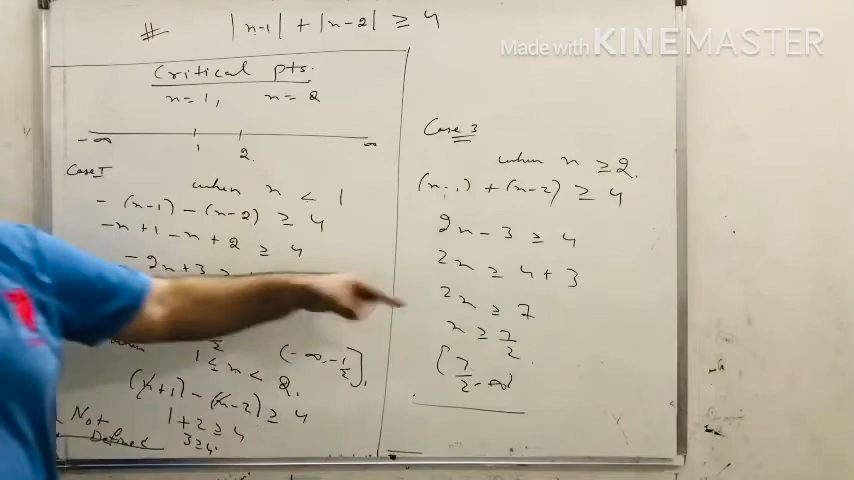 # |x-1| + |x-2| ≥ 4
Made with KINEMASTER
Critical pts.
x=1, x=2
-∞ 1 2. ∞
Case I
when x < 1
-(x-1) -(x-2) ≥ 4
-x+1-x+2 ≥ 4
-2x+3 ≥
(-∞, -1/2],
1 ≤ x < 2.
(x+1) -(x-2) ≥ 4
1+2 ≥ 4
3≥4.
Not
Defined
Case 3
when x ≥2.
(x-1) + (x-2) ≥ 4
2x-3 ≥ 4
2x ≥ 4+3
2x ≥ 7
x ≥ 7/2
[7/2 - ∞)